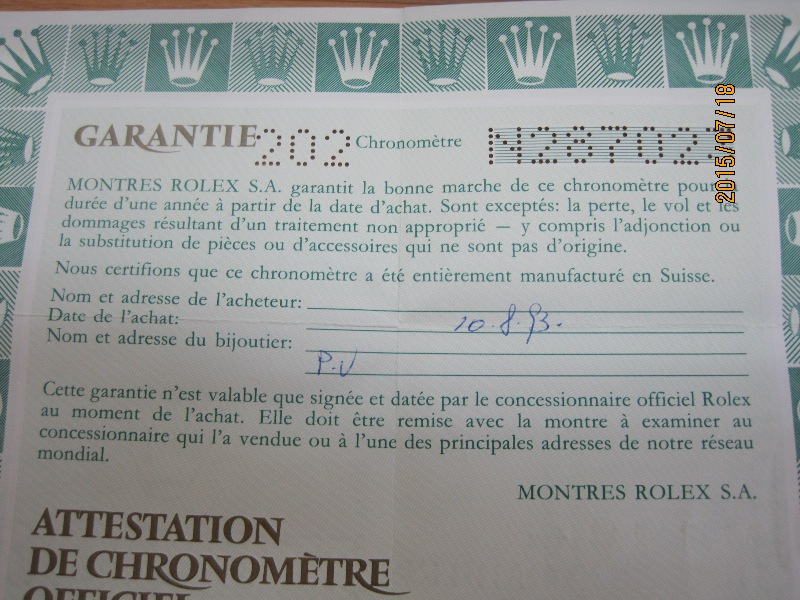 GARANTIE 202 Chronomètre
MONTRES ROLEX S.A. garantit la bonne marche de ce chronomètre pour
durée d'une année à partir de la date d'achat. Sont exceptés: la perte, le vol et les
dommages résultant d'un traitement non approprié — y compris l'adjonction ou
la substitution de pièces ou d'accessoires qui ne sont pas d'origine.
Nous certifions que ce chronomètre a été entièrement manufacturé en Suisse.
Nom et adresse de l'acheteur:
Date de l'achat: 10.8.93.
Nom et adresse du bijoutier:
P.V
Cette garantie n'est valable que signée et datée par le concessionnaire officiel Rolex
au moment de l'achat. Elle doit être remise avec la montre à examiner au
concessionnaire qui l'a vendue ou à l'une des principales adresses de notre réseau
mondial.
MONTRES ROLEX S.A.
ATTESTATION
DE CHRONOMÈTRE
OFFICIEL
2015/07/18